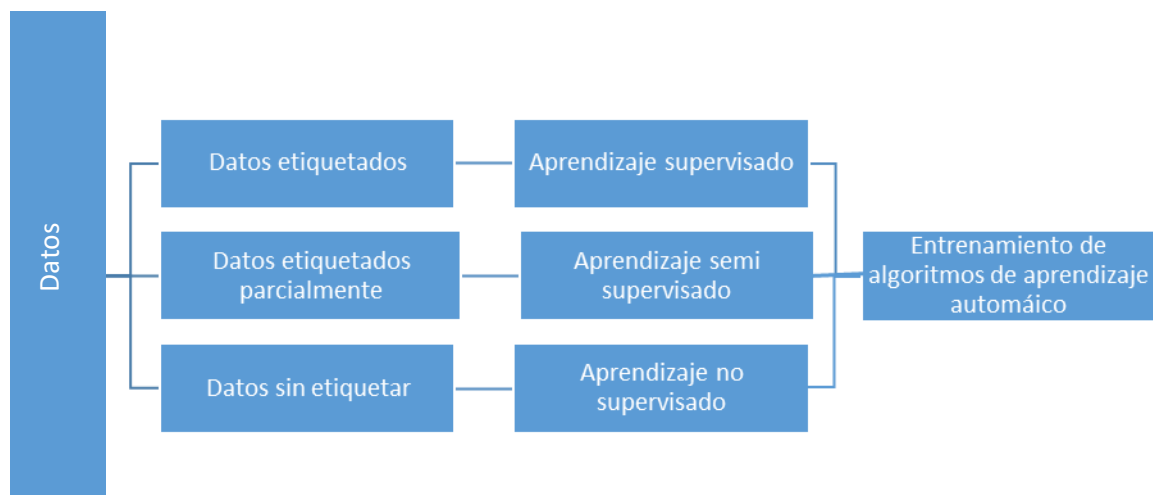 Datos
Datos etiquetados
Aprendizaje supervisado
Datos etiquetados
parcialmente
Aprendizaje semi
supervisado
Entrenamiento de
algoritmos de aprendizaje
automáico
Datos sin etiquetar
Aprendizaje no
supervisado